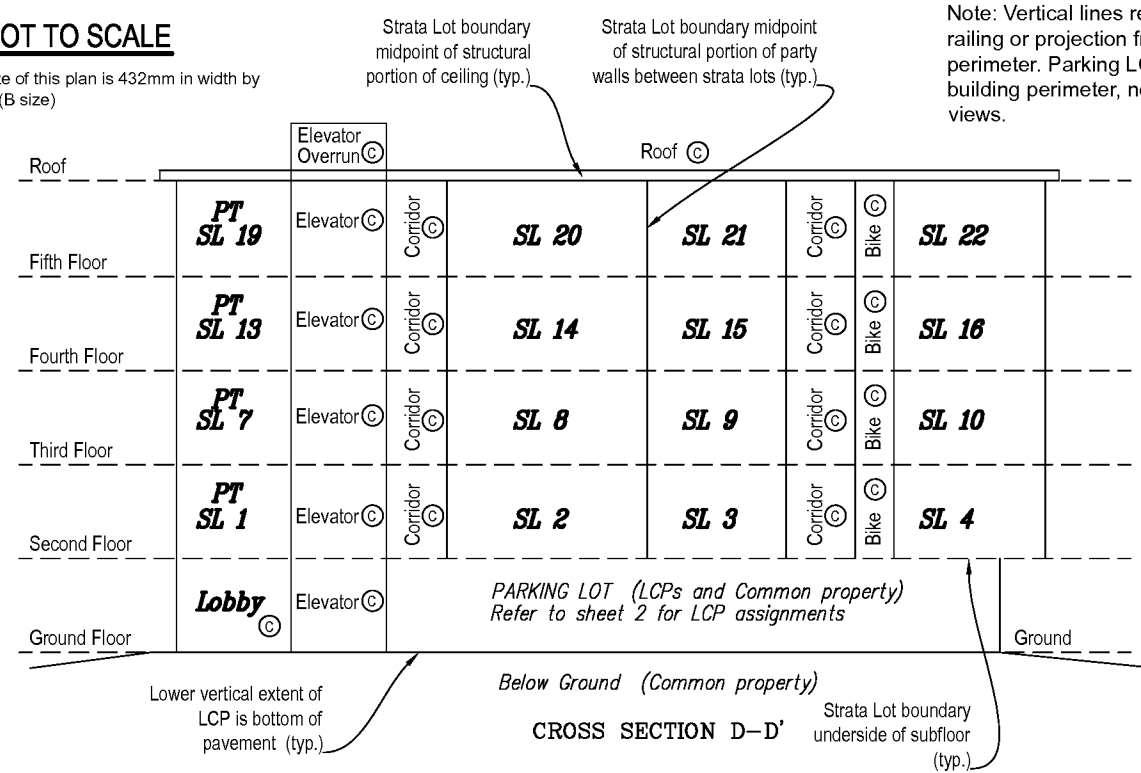 OT TO SCALE
te of this plan is 432mm in width by
(B size)
Strata Lot boundary
midpoint of structural
portion of ceiling (typ.)
Strata Lot boundary midpoint
of structural portion of party
walls between strata lots (typ.)
Note: Vertical lines re
railing or projection f
perimeter. Parking LC
building perimeter, n
views.
Elevator
Overrun C
Roof
Roof C
PT
SL 19
Elevator C
Corridor C
SL 20
SL 21
Corridor C
Bike C
SL 22
Fifth Floor
PT
SL 13
Elevator C
Corridor C
SL 14
SL 15
Corridor C
Bike C
SL 16
Fourth Floor
PT
SL 7
Elevator C
Corridor C
SL 8
SL 9
Corridor C
Bike C
SL 10
Third Floor
PT
SL 1
Elevator C
Corridor C
SL 2
SL 3
Corridor C
Bike C
SL 4
Second Floor
Lobby C
Elevator C
PARKING LOT (LCPs and Common property)
Refer to sheet 2 for LCP assignments
Ground Floor
Ground
Below Ground (Common property)
Lower vertical extent of
LCP is bottom of
pavement (typ.)
CROSS SECTION D-D'
Strata Lot boundary
underside of subfloor
(typ.)